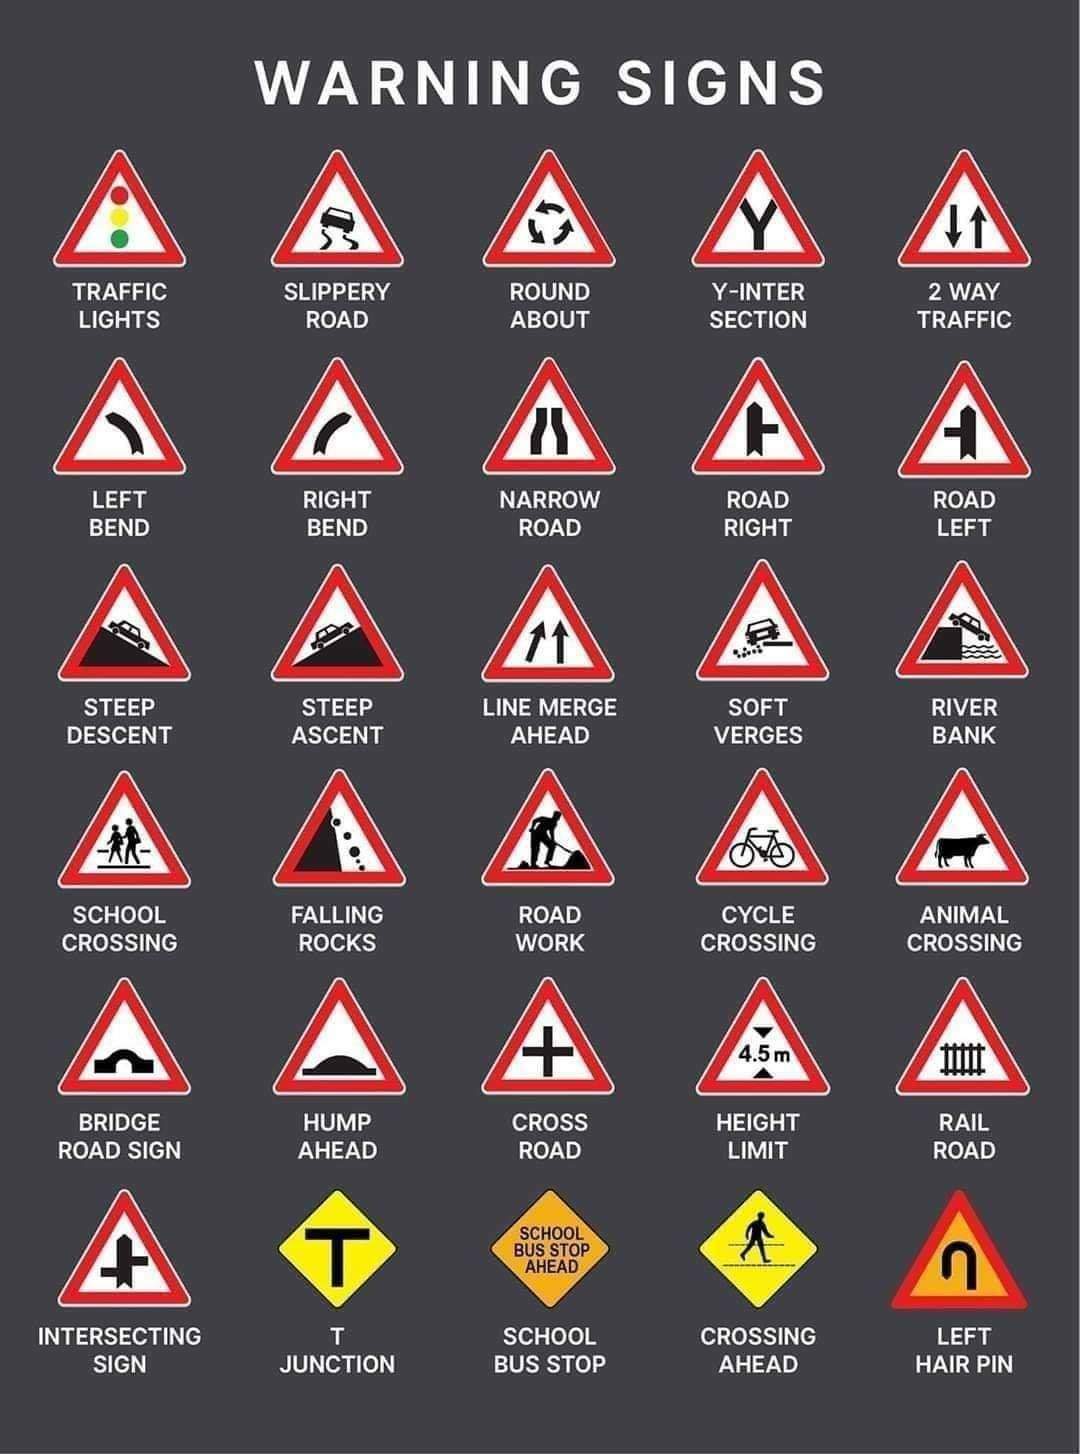 WARNING SIGNS
TRAFFIC
LIGHTS
SLIPPERY
ROAD
ROUND
ABOUT
Y-INTER
SECTION
2 WAY
TRAFFIC
LEFT
BEND
RIGHT
BEND
NARROW
ROAD
ROAD
RIGHT
ROAD
LEFT
STEEP
DESCENT
STEEP
ASCENT
LINE MERGE
AHEAD
SOFT
VERGES
RIVER
BANK
SCHOOL
CROSSING
FALLING
ROCKS
ROAD
WORK
CYCLE
CROSSING
ANIMAL
CROSSING
BRIDGE
ROAD SIGN
HUMP
AHEAD
CROSS
ROAD
4.5m
HEIGHT
LIMIT
RAIL
ROAD
INTERSECTING
SIGN
T
JUNCTION
SCHOOL
BUS STOP
AHEAD
SCHOOL
BUS STOP
CROSSING
AHEAD
LEFT
HAIR PIN